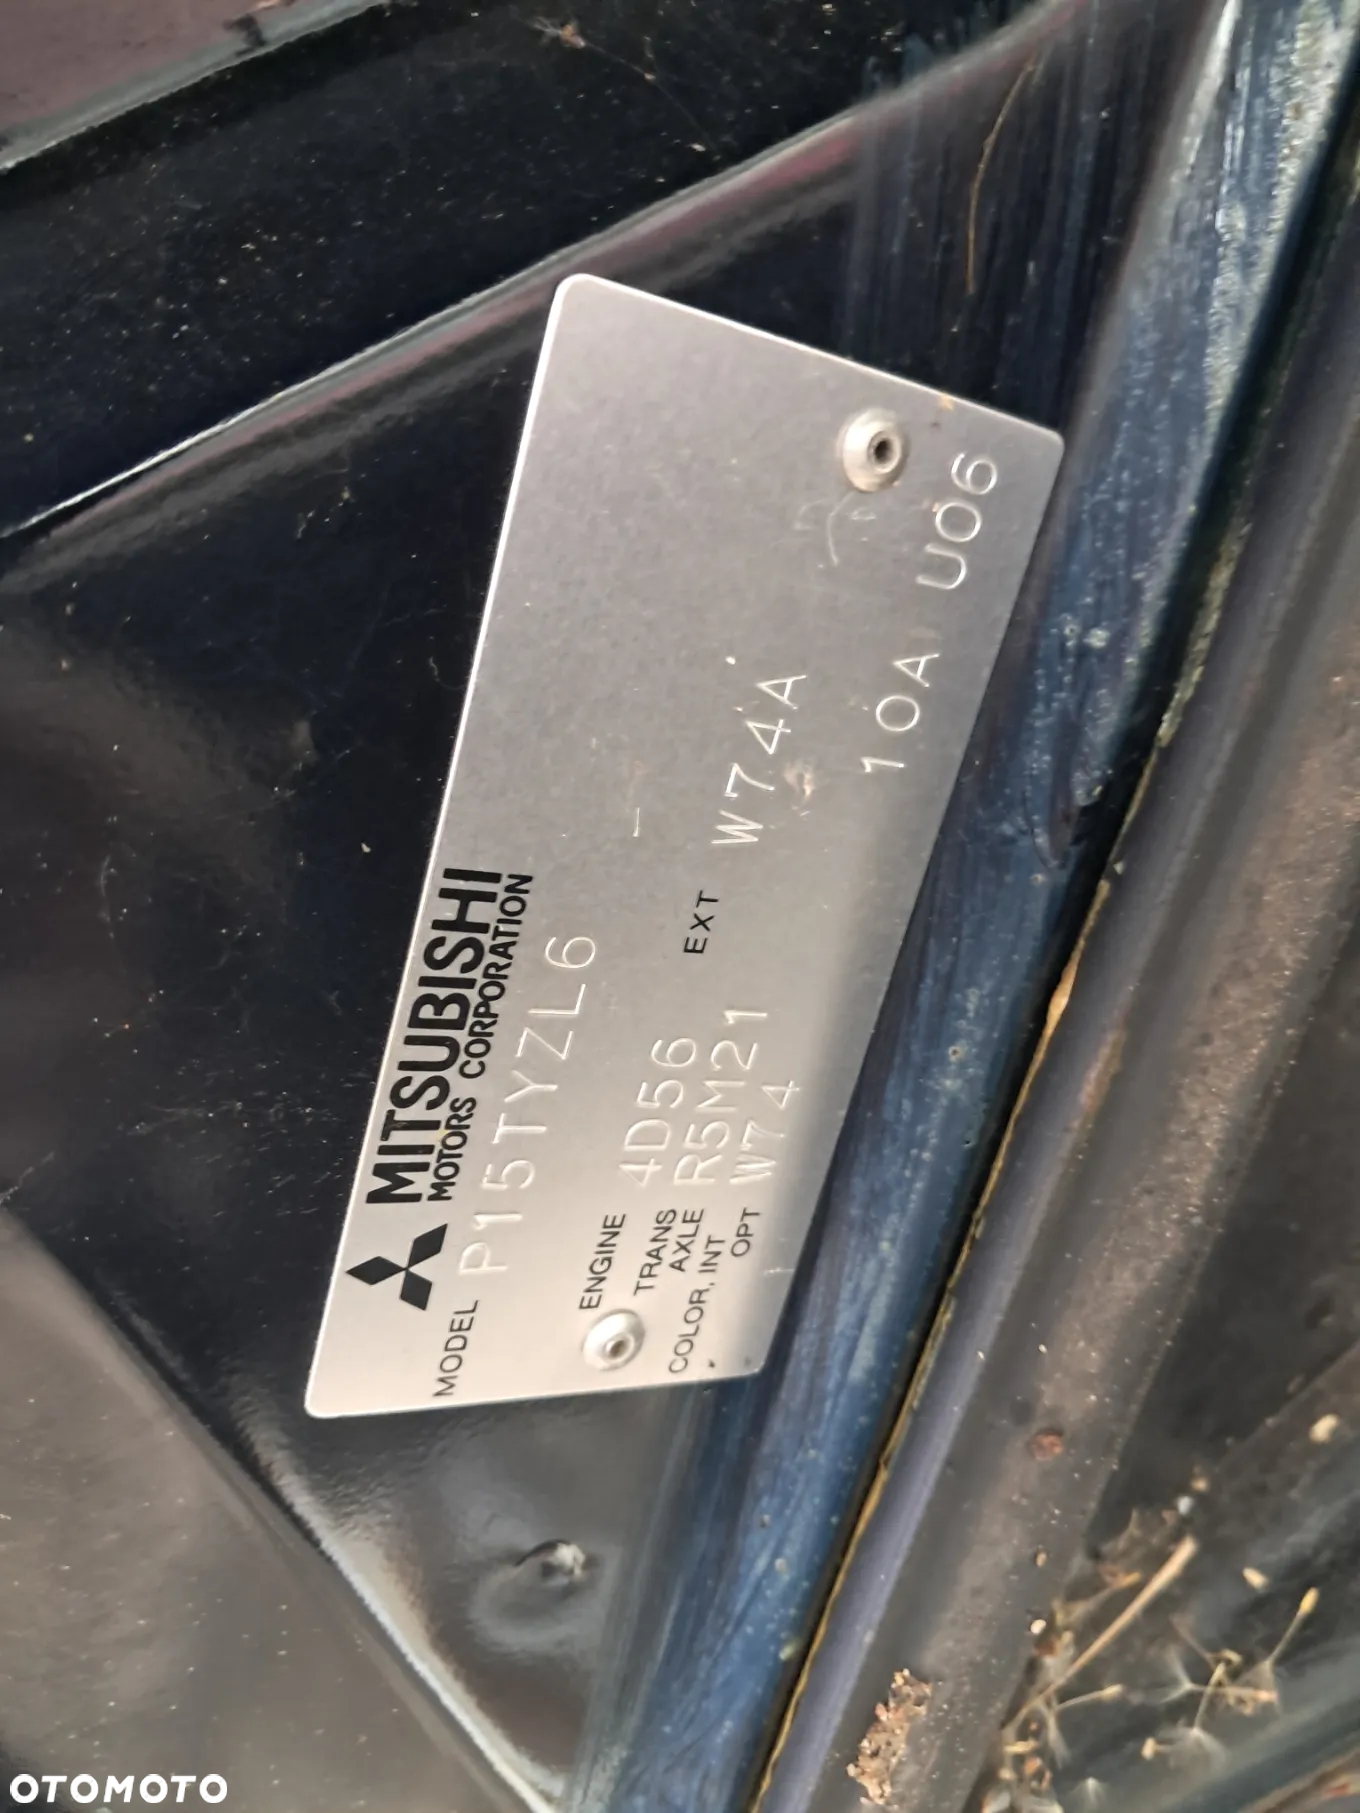 MITSUBISHI
MOTORS CORPORATION
MODEL P15TYZL6
ENGINE 4D56 -
TRANS
AXLE R5M21 EXT W74A
COLOR, INT
OPT W74 10A U06
OTOMOTO